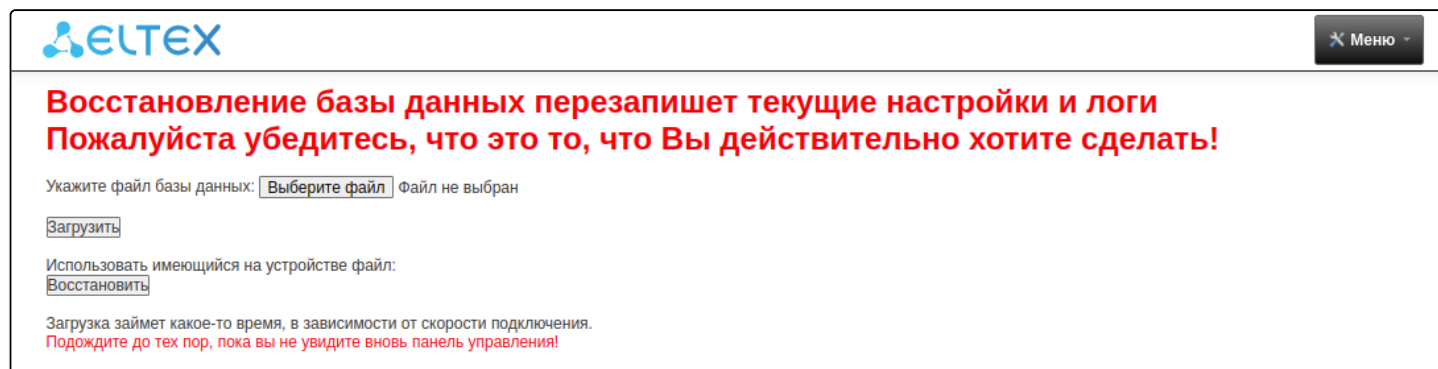 ELTEX
Меню
Восстановление базы данных перезапишет текущие настройки и логи
Пожалуйста убедитесь, что это то, что Вы действительно хотите сделать!
Укажите файл базы данных: Выберите файл Файл не выбран
Загрузить
Использовать имеющийся на устройстве файл:
Восстановить
Загрузка займет какое-то время, в зависимости от скорости подключения.
Подождите до тех пор, пока вы не увидите вновь панель управления!